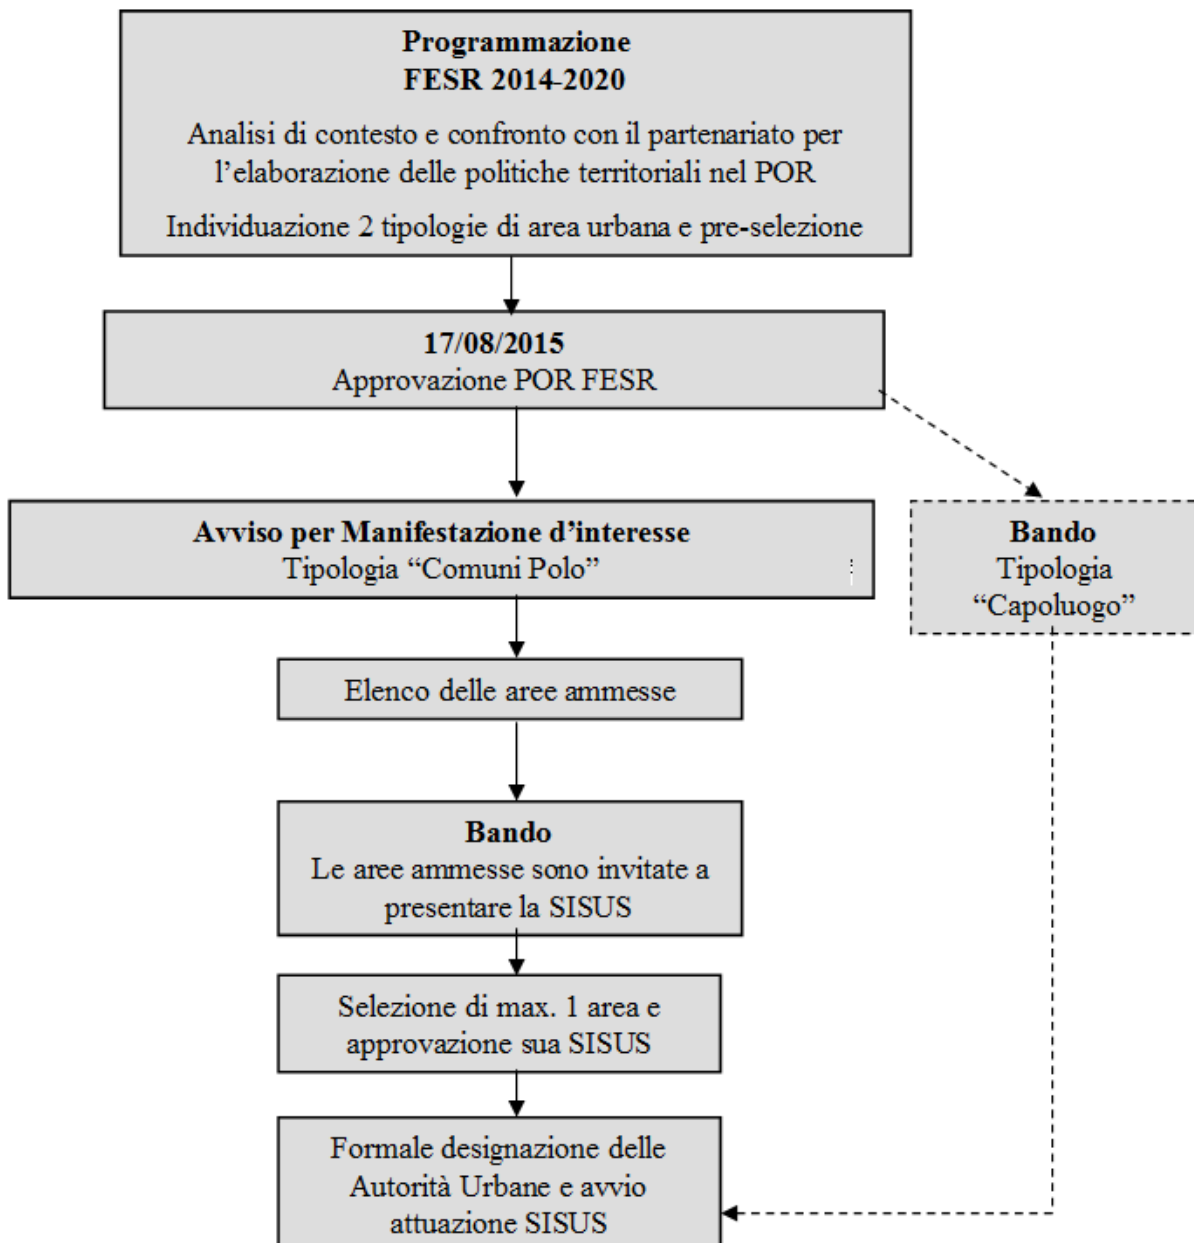 Programmazione
FESR 2014-2020
Analisi di contesto e confronto con il partenariato per
l’elaborazione delle politiche territoriali nel POR
Individuazione 2 tipologie di area urbana e pre-selezione
17/08/2015
Approvazione POR FESR
Avviso per Manifestazione d’interesse
Tipologia “Comuni Polo”
Bando
Tipologia
“Capoluogo”
Elenco delle aree ammesse
Bando
Le aree ammesse sono invitate a
presentare la SISUS
Selezione di max. 1 area e
approvazione sua SISUS
Formale designazione delle
Autorità Urbane e avvio
attuazione SISUS